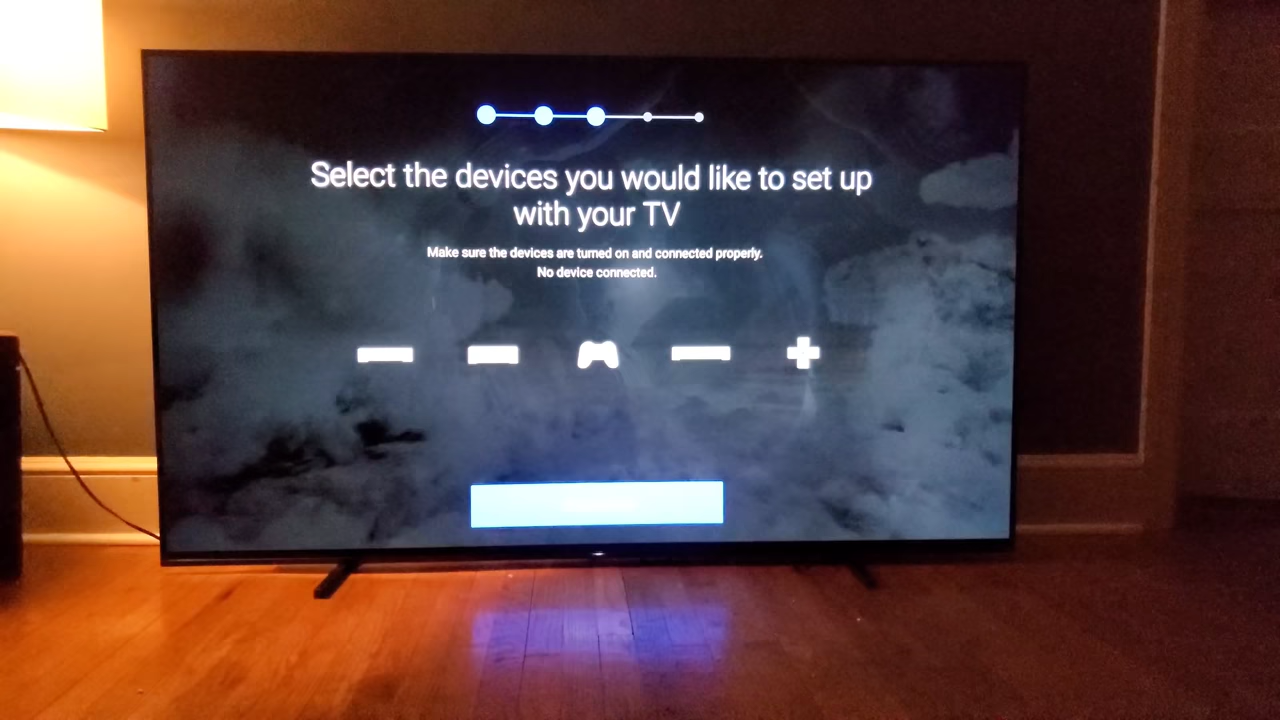 Select the devices you would like to set up
with your TV
Make sure the devices are turned on and connected properly.
No device connected.